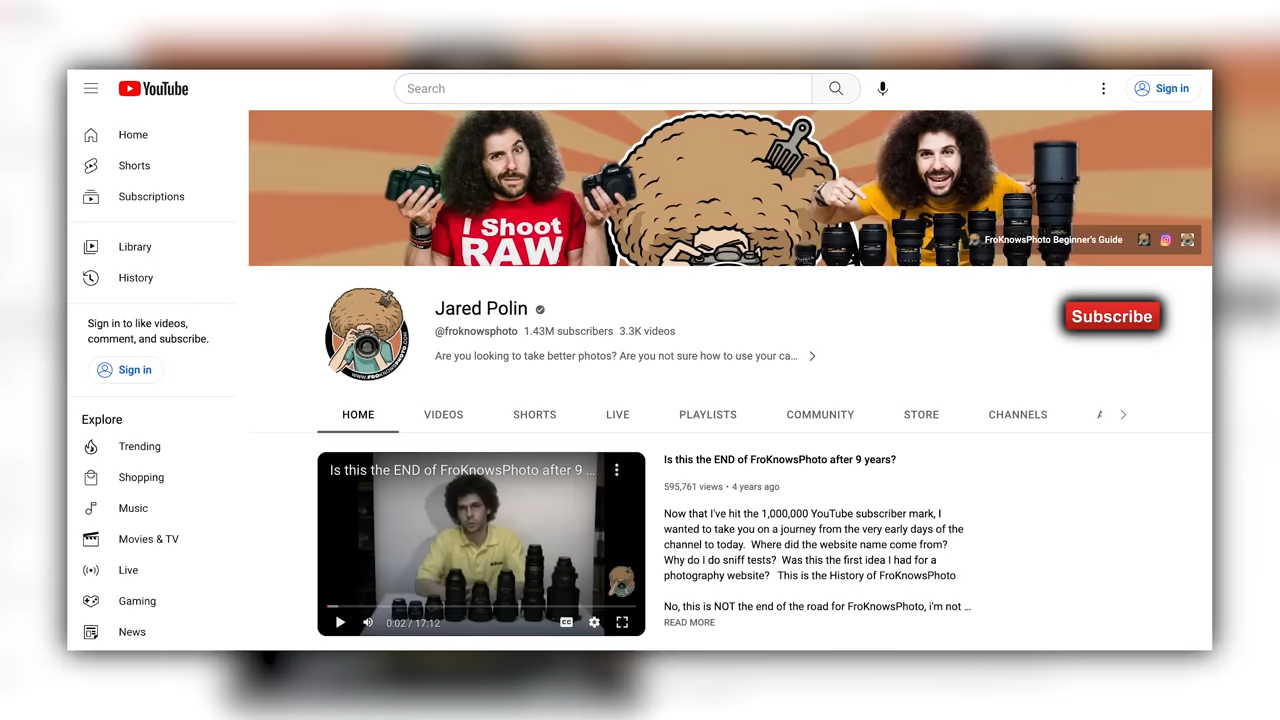 YouTube
Search
Sign in
Home
Shorts
Subscriptions
Library
History
Sign in to like videos,
comment, and subscribe.
Sign in
Explore
Trending
Shopping
Music
Movies & TV
Live
Gaming
News
I Shoot
RAW
FroKnowsPhoto Beginner's Guide
WWW.FROKNOWSPHOTO.COM
Jared Polin
@froknowsphoto 1.43M subscribers 3.3K videos
Are you looking to take better photos? Are you not sure how to use your ca...
Subscribe
HOME VIDEOS SHORTS LIVE PLAYLISTS COMMUNITY STORE CHANNELS
Is this the END of FroKnowsPhoto after 9 ...
0:02 / 17:12
CC
Is this the END of FroKnowsPhoto after 9 years?
595,761 views • 4 years ago
Now that I've hit the 1,000,000 YouTube subscriber mark, I
wanted to take you on a journey from the very early days of the
channel to today. Where did the website name come from?
Why do I do sniff tests? Was this the first idea I had for a
photography website? This is the History of FroKnowsPhoto
No, this is NOT the end of the road for FroKnowsPhoto, i'm not ...
READ MORE